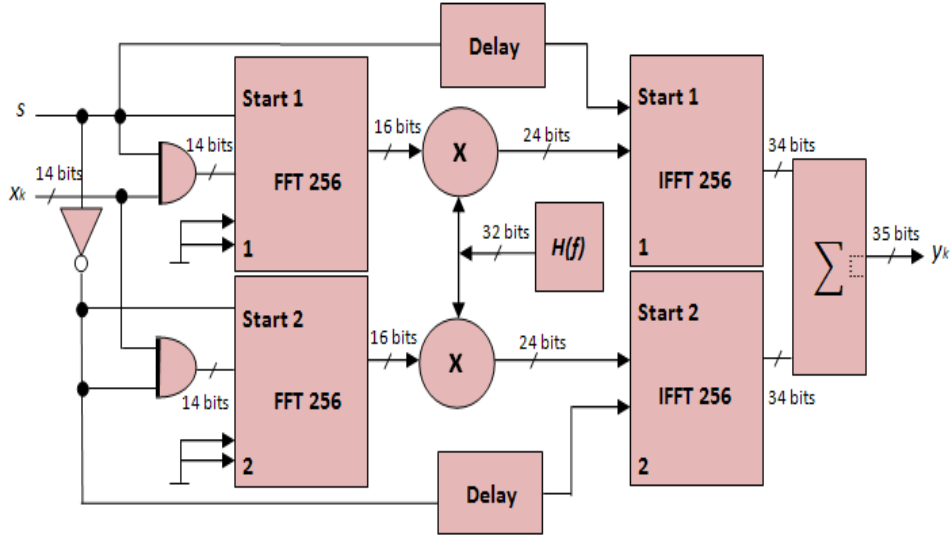 Delay
Start 1
S
14 bits
14 bits
Xk
FFT 256
1
16 bits
X
24 bits
Start 1
IFFT 256
1
34 bits
32 bits
H(f)
∑
35 bits
yk
Start 2
14 bits
FFT 256
2
16 bits
X
24 bits
Start 2
IFFT 256
2
34 bits
Delay